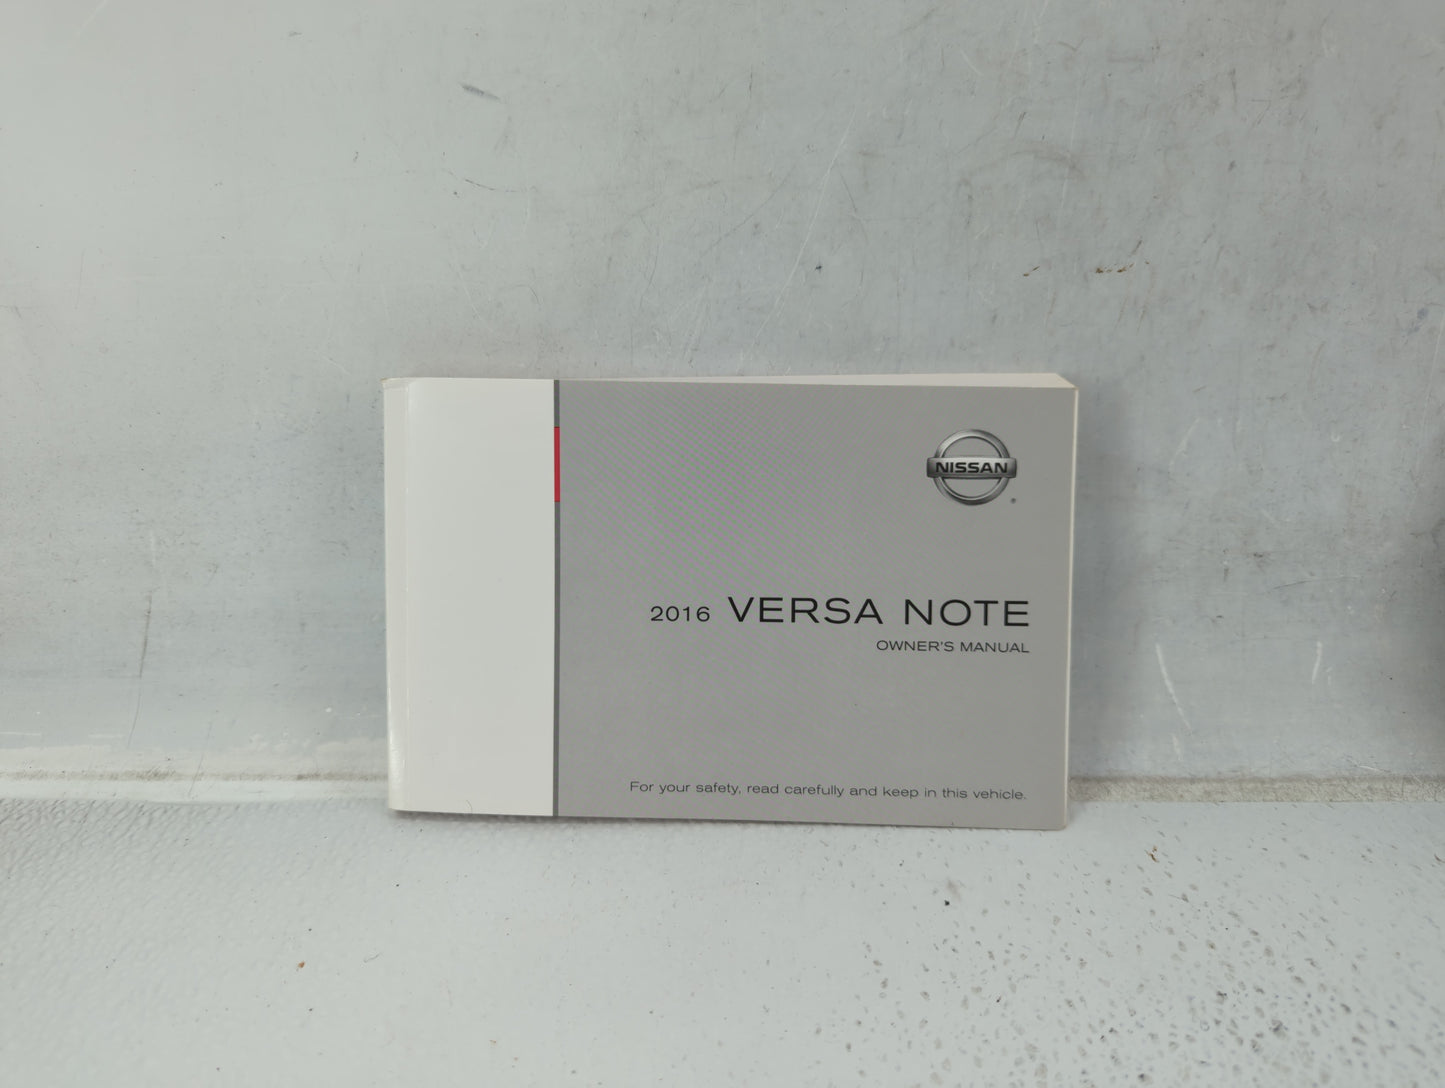 NISSAN
2016 VERSA NOTE
OWNER'S MANUAL
For your safety, read carefully and keep in this vehicle.